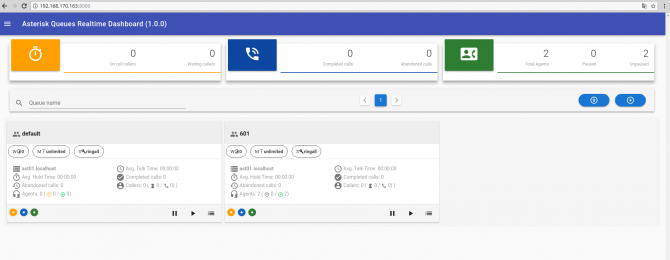 192.168.170.163:8080
Asterisk Queues Realtime Dashboard (1.0.0)
0 0 0 0 2 0 2
On call callers Waiting callers Completed calls Abandoned calls Total Agents Paused Unpaused
Queue name
1
default
unlimited ringall
ast01.localhost Avg. Talk Time: 00:00:00
Avg. Hold Time: 00:00:00 Completed calls: 0
Abandoned calls: 0 Callers: 0 ( 0 / 0 )
Agents: 0 ( 0 / 0)
601
unlimited ringall
ast01.localhost Avg. Talk Time: 00:00:00
Avg. Hold Time: 00:00:00 Completed calls: 0
Abandoned calls: 0 Callers: 0 ( 0 / 0 )
Agents: 2 ( 0 / 2)